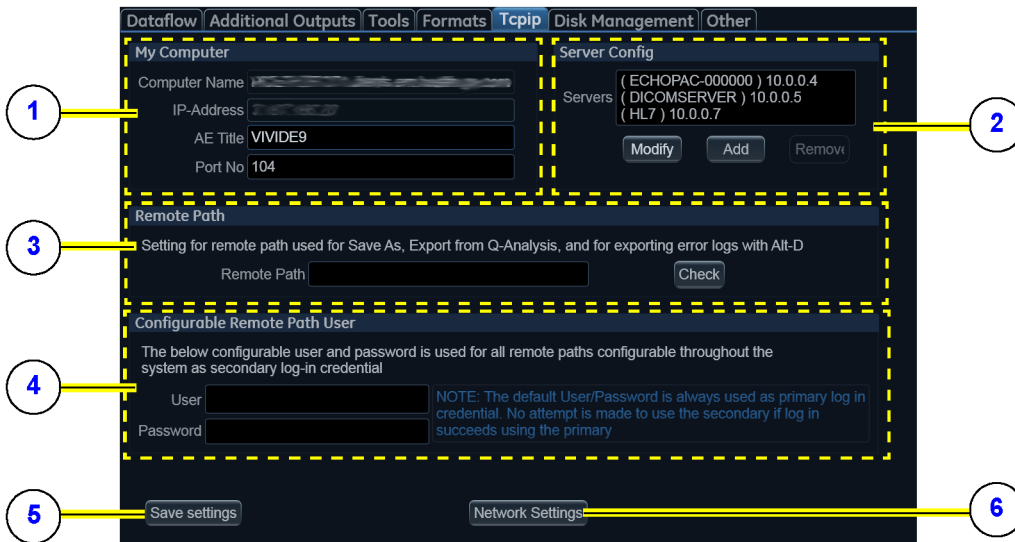 Dataflow Additional Outputs Tools Formats Tcpip Disk Management Other
My Computer
Computer Name
IP-Address
AE Title VIVIDE9
Port No 104
Server Config
Servers
( ECHOPAC-000000 ) 10.0.0.4
( DICOMSERVER ) 10.0.0.5
( HL7 ) 10.0.0.7
Modify Add Remove
1
2
Remote Path
Setting for remote path used for Save As, Export from Q-Analysis, and for exporting error logs with Alt-D
Remote Path Check
3
Configurable Remote Path User
The below configurable user and password is used for all remote paths configurable throughout the
system as secondary log-in credential
User
Password
NOTE: The default User/Password is always used as primary log in
credential. No attempt is made to use the secondary if log in
succeeds using the primary
4
5
Save settings
Network Settings
6